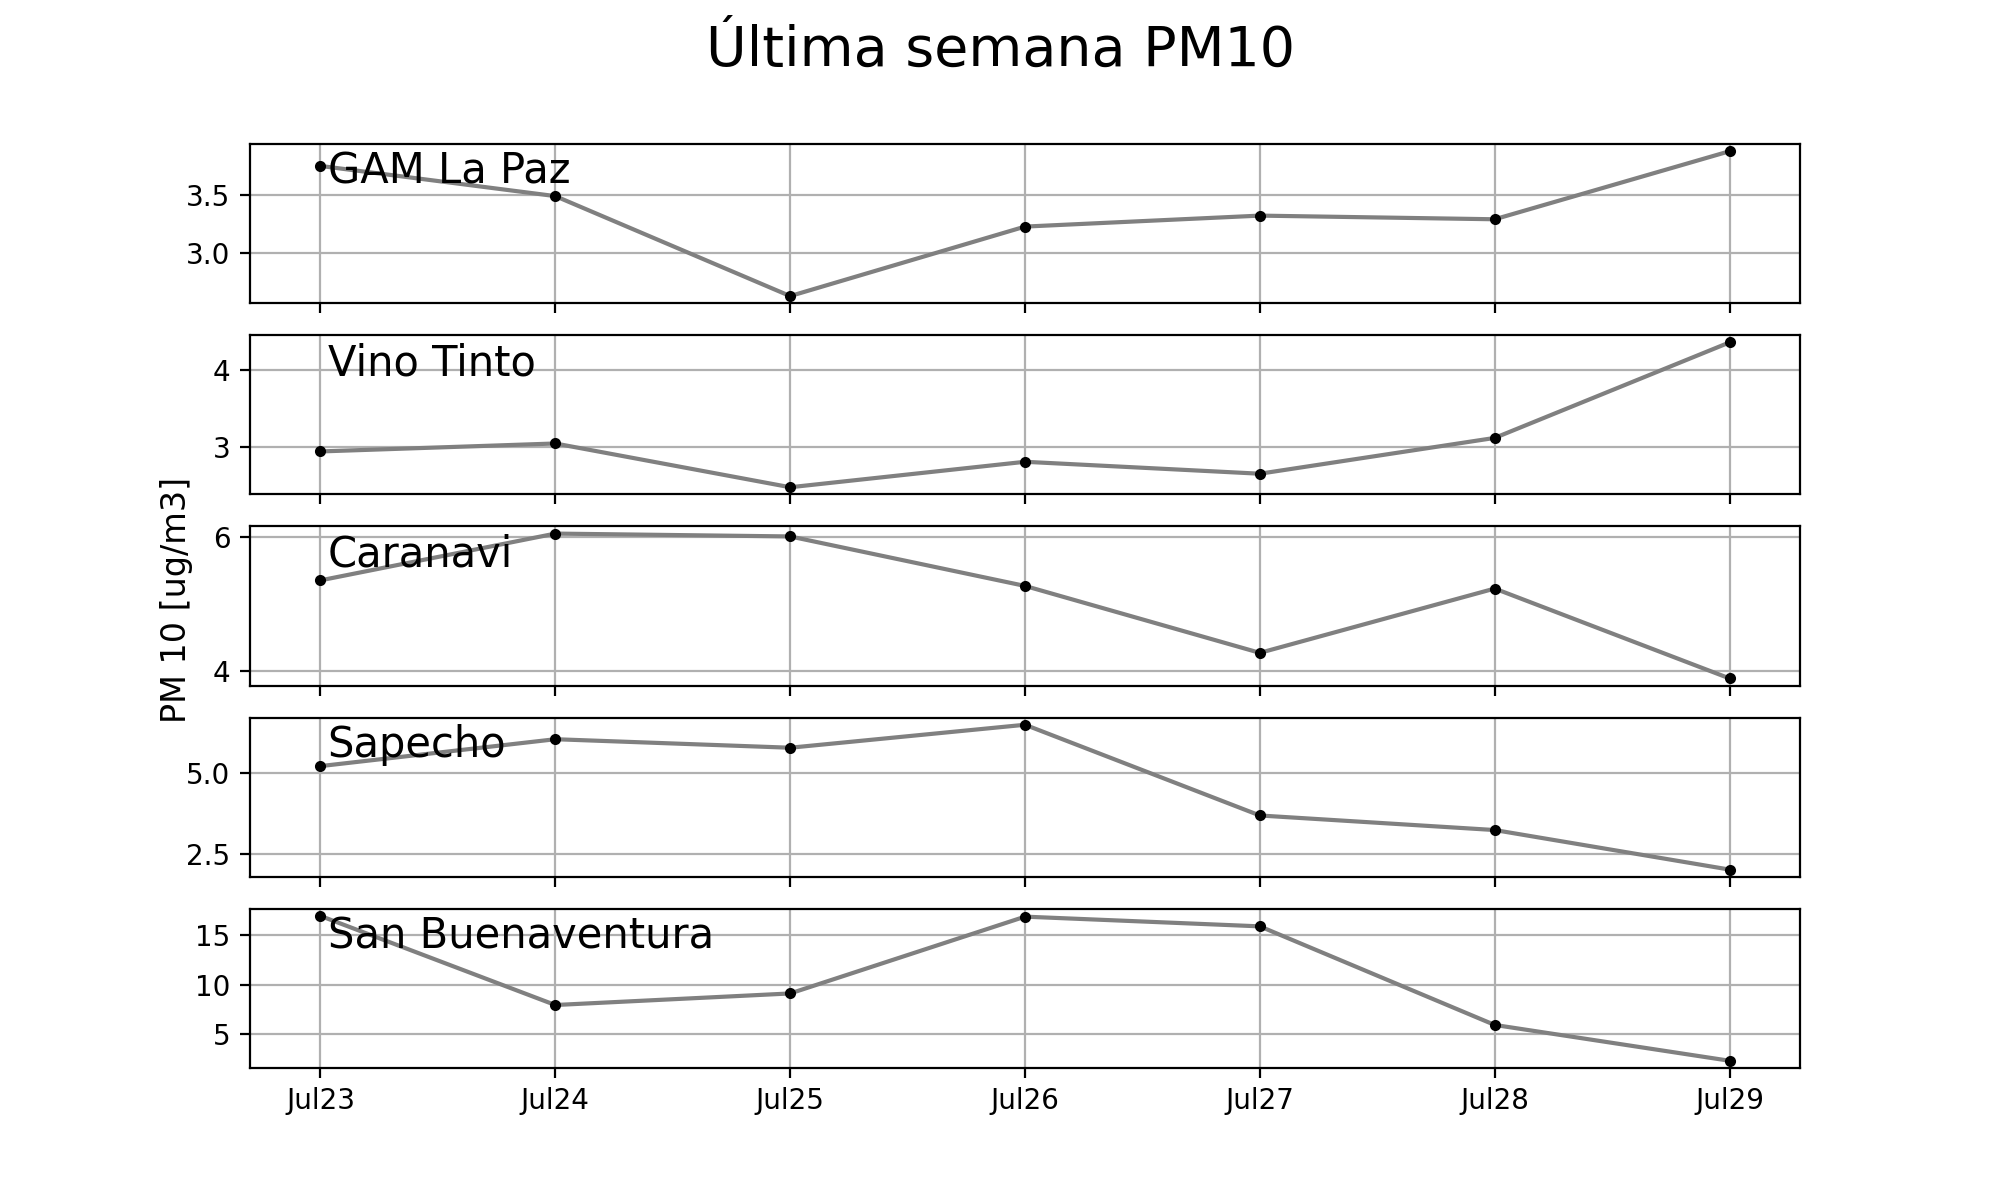 Última semana PM10
GAM La Paz
3.5
3.0
Vino Tinto
4
3
PM 10 [ug/m3]
Caranavi
6
4
Sapecho
5.0
2.5
San Buenaventura
15
10
5
Jul23 Jul24 Jul25 Jul26 Jul27 Jul28 Jul29